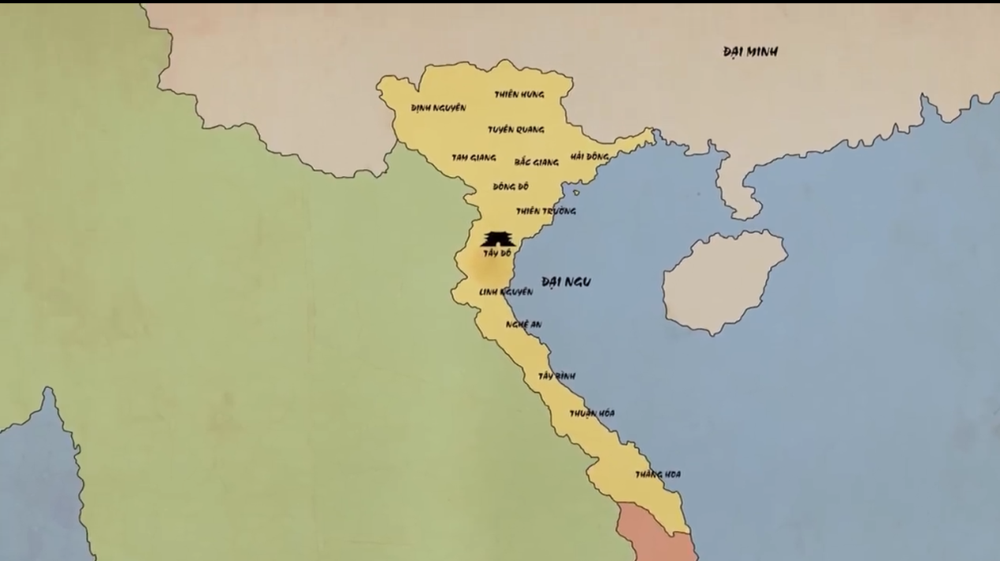 ĐẠI MINH
THIÊN HƯNG
ĐỊNH NGUYÊN
TUYÊN QUANG
TAM GIANG
BẮC GIANG
HẢI ĐÔNG
ĐÔNG ĐÔ
THIÊN TRƯỜNG
TÂY ĐÔ
ĐẠI NGU
LINH NGUYÊN
NGHỆ AN
TÂY BÌNH
THUẬN HÓA
THĂNG HOA